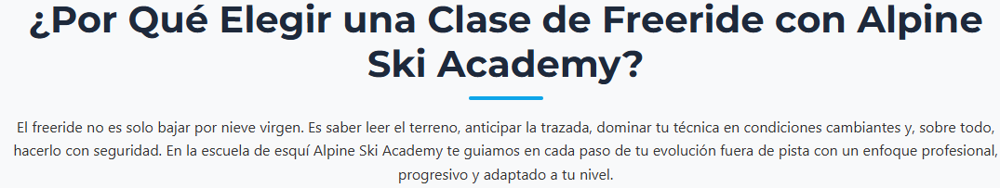 ¿Por Qué Elegir una Clase de Freeride con Alpine
Ski Academy?
El freeride no es solo bajar por nieve virgen. Es saber leer el terreno, anticipar la trazada, dominar tu técnica en condiciones cambiantes y, sobre todo,
hacerlo con seguridad. En la escuela de esquí Alpine Ski Academy te guiamos en cada paso de tu evolución fuera de pista con un enfoque profesional,
progresivo y adaptado a tu nivel.